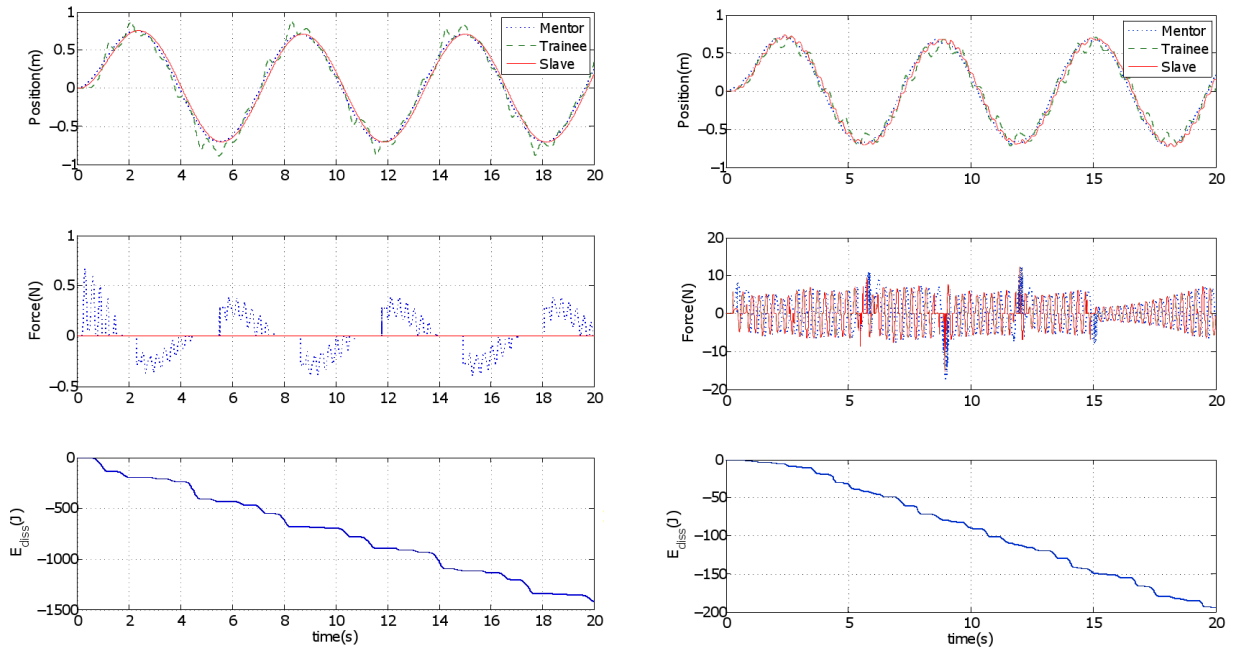 1
0.5
0
−0.5
−1
Position(m)
Mentor
Trainee
Slave
0 2 4 6 8 10 12 14 16 18 20
1
0.5
0
−0.5
−1
Position(m)
Mentor
Trainee
Slave
0 5 10 15 20
1
0.5
0
−0.5
Force(N)
0 2 4 6 8 10 12 14 16 18 20
20
10
0
−10
−20
Force(N)
0 5 10 15 20
0
−500
−1000
−1500
E_diss(J)
0 2 4 6 8 10 12 14 16 18 20
time(s)
0
−50
−100
−150
−200
E_diss(J)
0 5 10 15 20
time(s)